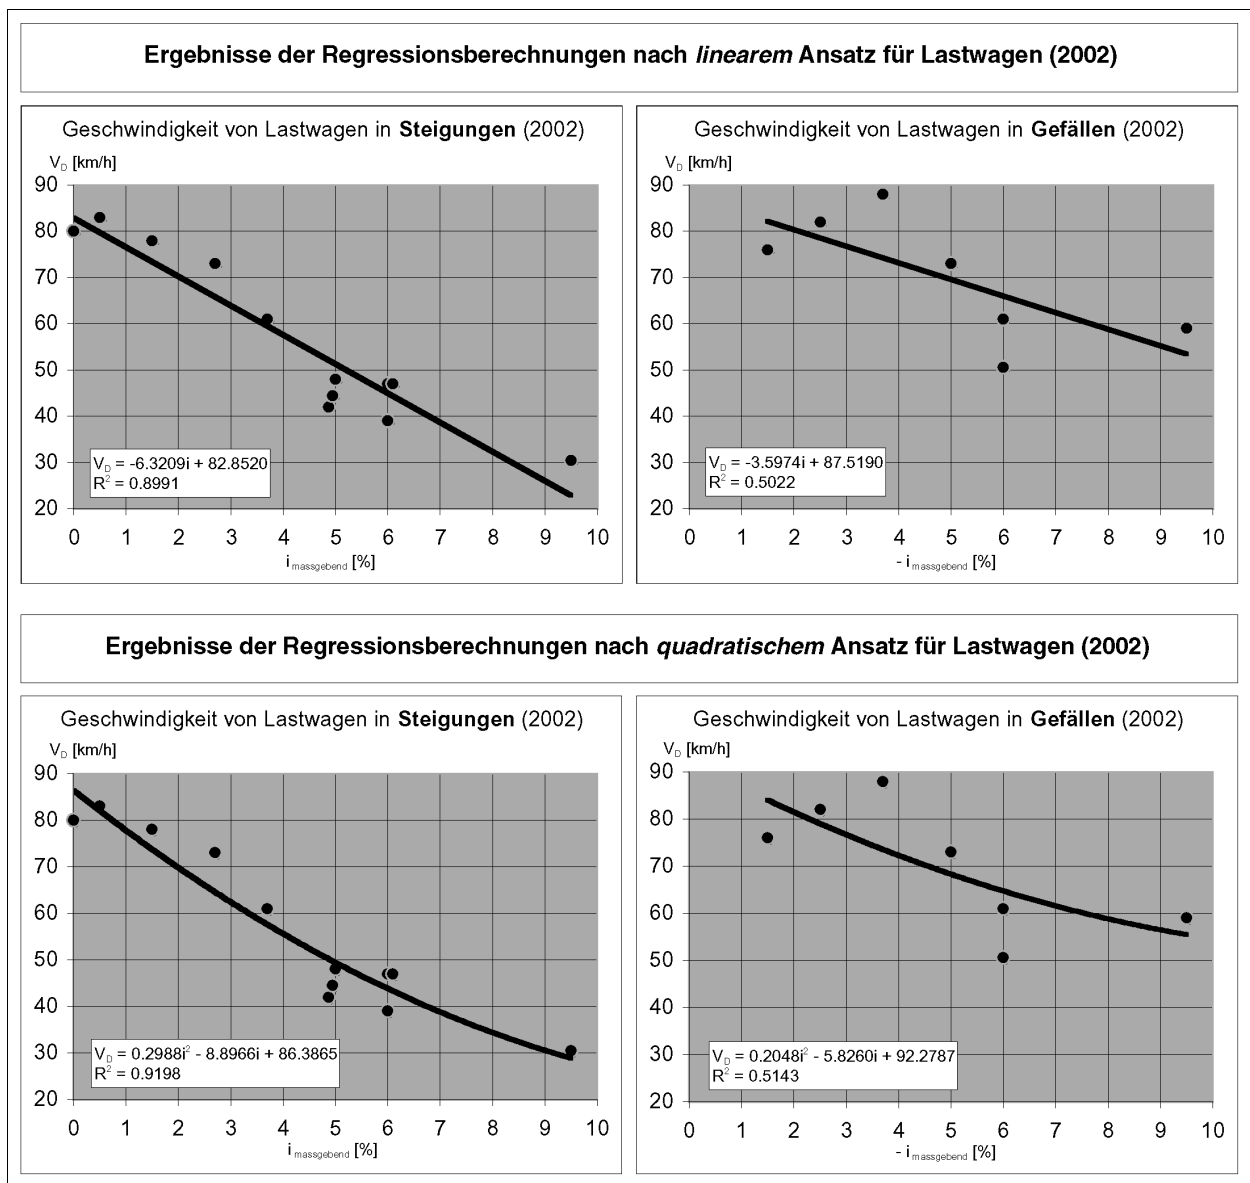 Ergebnisse der Regressionsberechnungen nach linearem Ansatz für Lastwagen (2002)
Geschwindigkeit von Lastwagen in Steigungen (2002)
V_D [km/h]
90
80
70
60
50
40
30
20
V_D = -6.3209i + 82.8520
R² = 0.8991
0 1 2 3 4 5 6 7 8 9 10
i massgebend [%]
Geschwindigkeit von Lastwagen in Gefällen (2002)
V_D [km/h]
90
80
70
60
50
40
30
20
V_D = -3.5974i + 87.5190
R² = 0.5022
0 1 2 3 4 5 6 7 8 9 10
- i massgebend [%]
Ergebnisse der Regressionsberechnungen nach quadratischem Ansatz für Lastwagen (2002)
Geschwindigkeit von Lastwagen in Steigungen (2002)
V_D [km/h]
90
80
70
60
50
40
30
20
V_D = 0.2988i² - 8.8966i + 86.3865
R² = 0.9198
0 1 2 3 4 5 6 7 8 9 10
i massgebend [%]
Geschwindigkeit von Lastwagen in Gefällen (2002)
V_D [km/h]
90
80
70
60
50
40
30
20
V_D = 0.2048i² - 5.8260i + 92.2787
R² = 0.5143
0 1 2 3 4 5 6 7 8 9 10
- i massgebend [%]